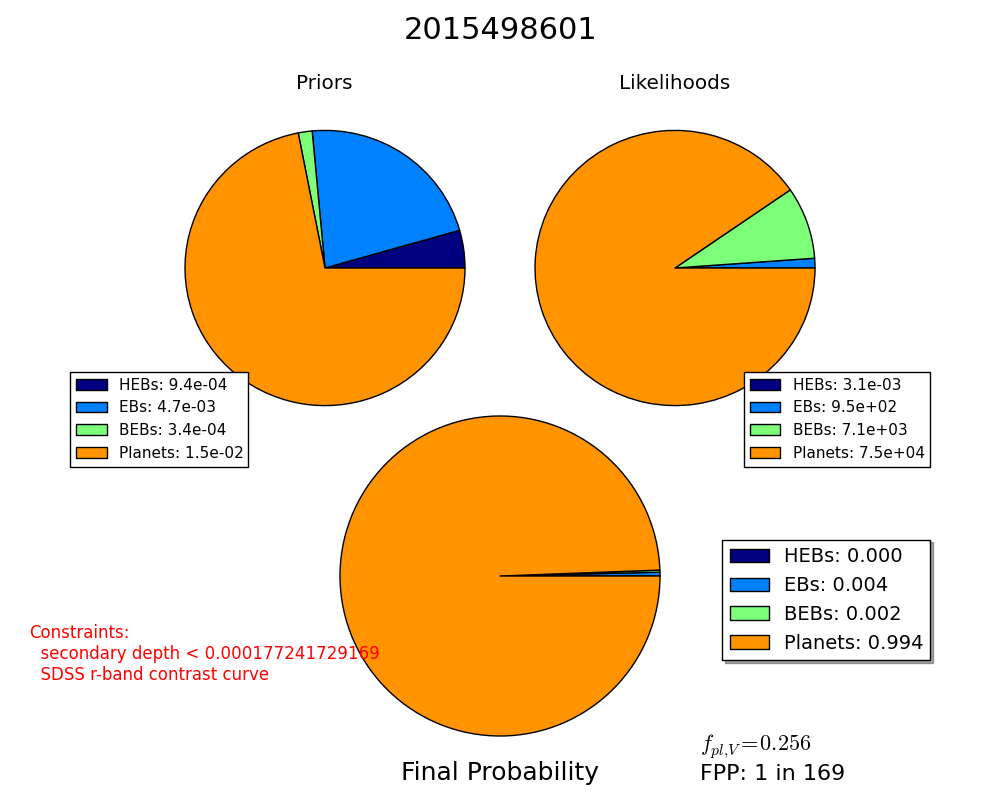 2015498601
Priors
Likelihoods
HEBs: 9.4e-04
EBs: 4.7e-03
BEBs: 3.4e-04
Planets: 1.5e-02
HEBs: 3.1e-03
EBs: 9.5e+02
BEBs: 7.1e+03
Planets: 7.5e+04
HEBs: 0.000
EBs: 0.004
BEBs: 0.002
Planets: 0.994
Constraints:
secondary depth < 0.000177241729169
SDSS r-band contrast curve
f_{pl,V}=0.256
Final Probability
FPP: 1 in 169